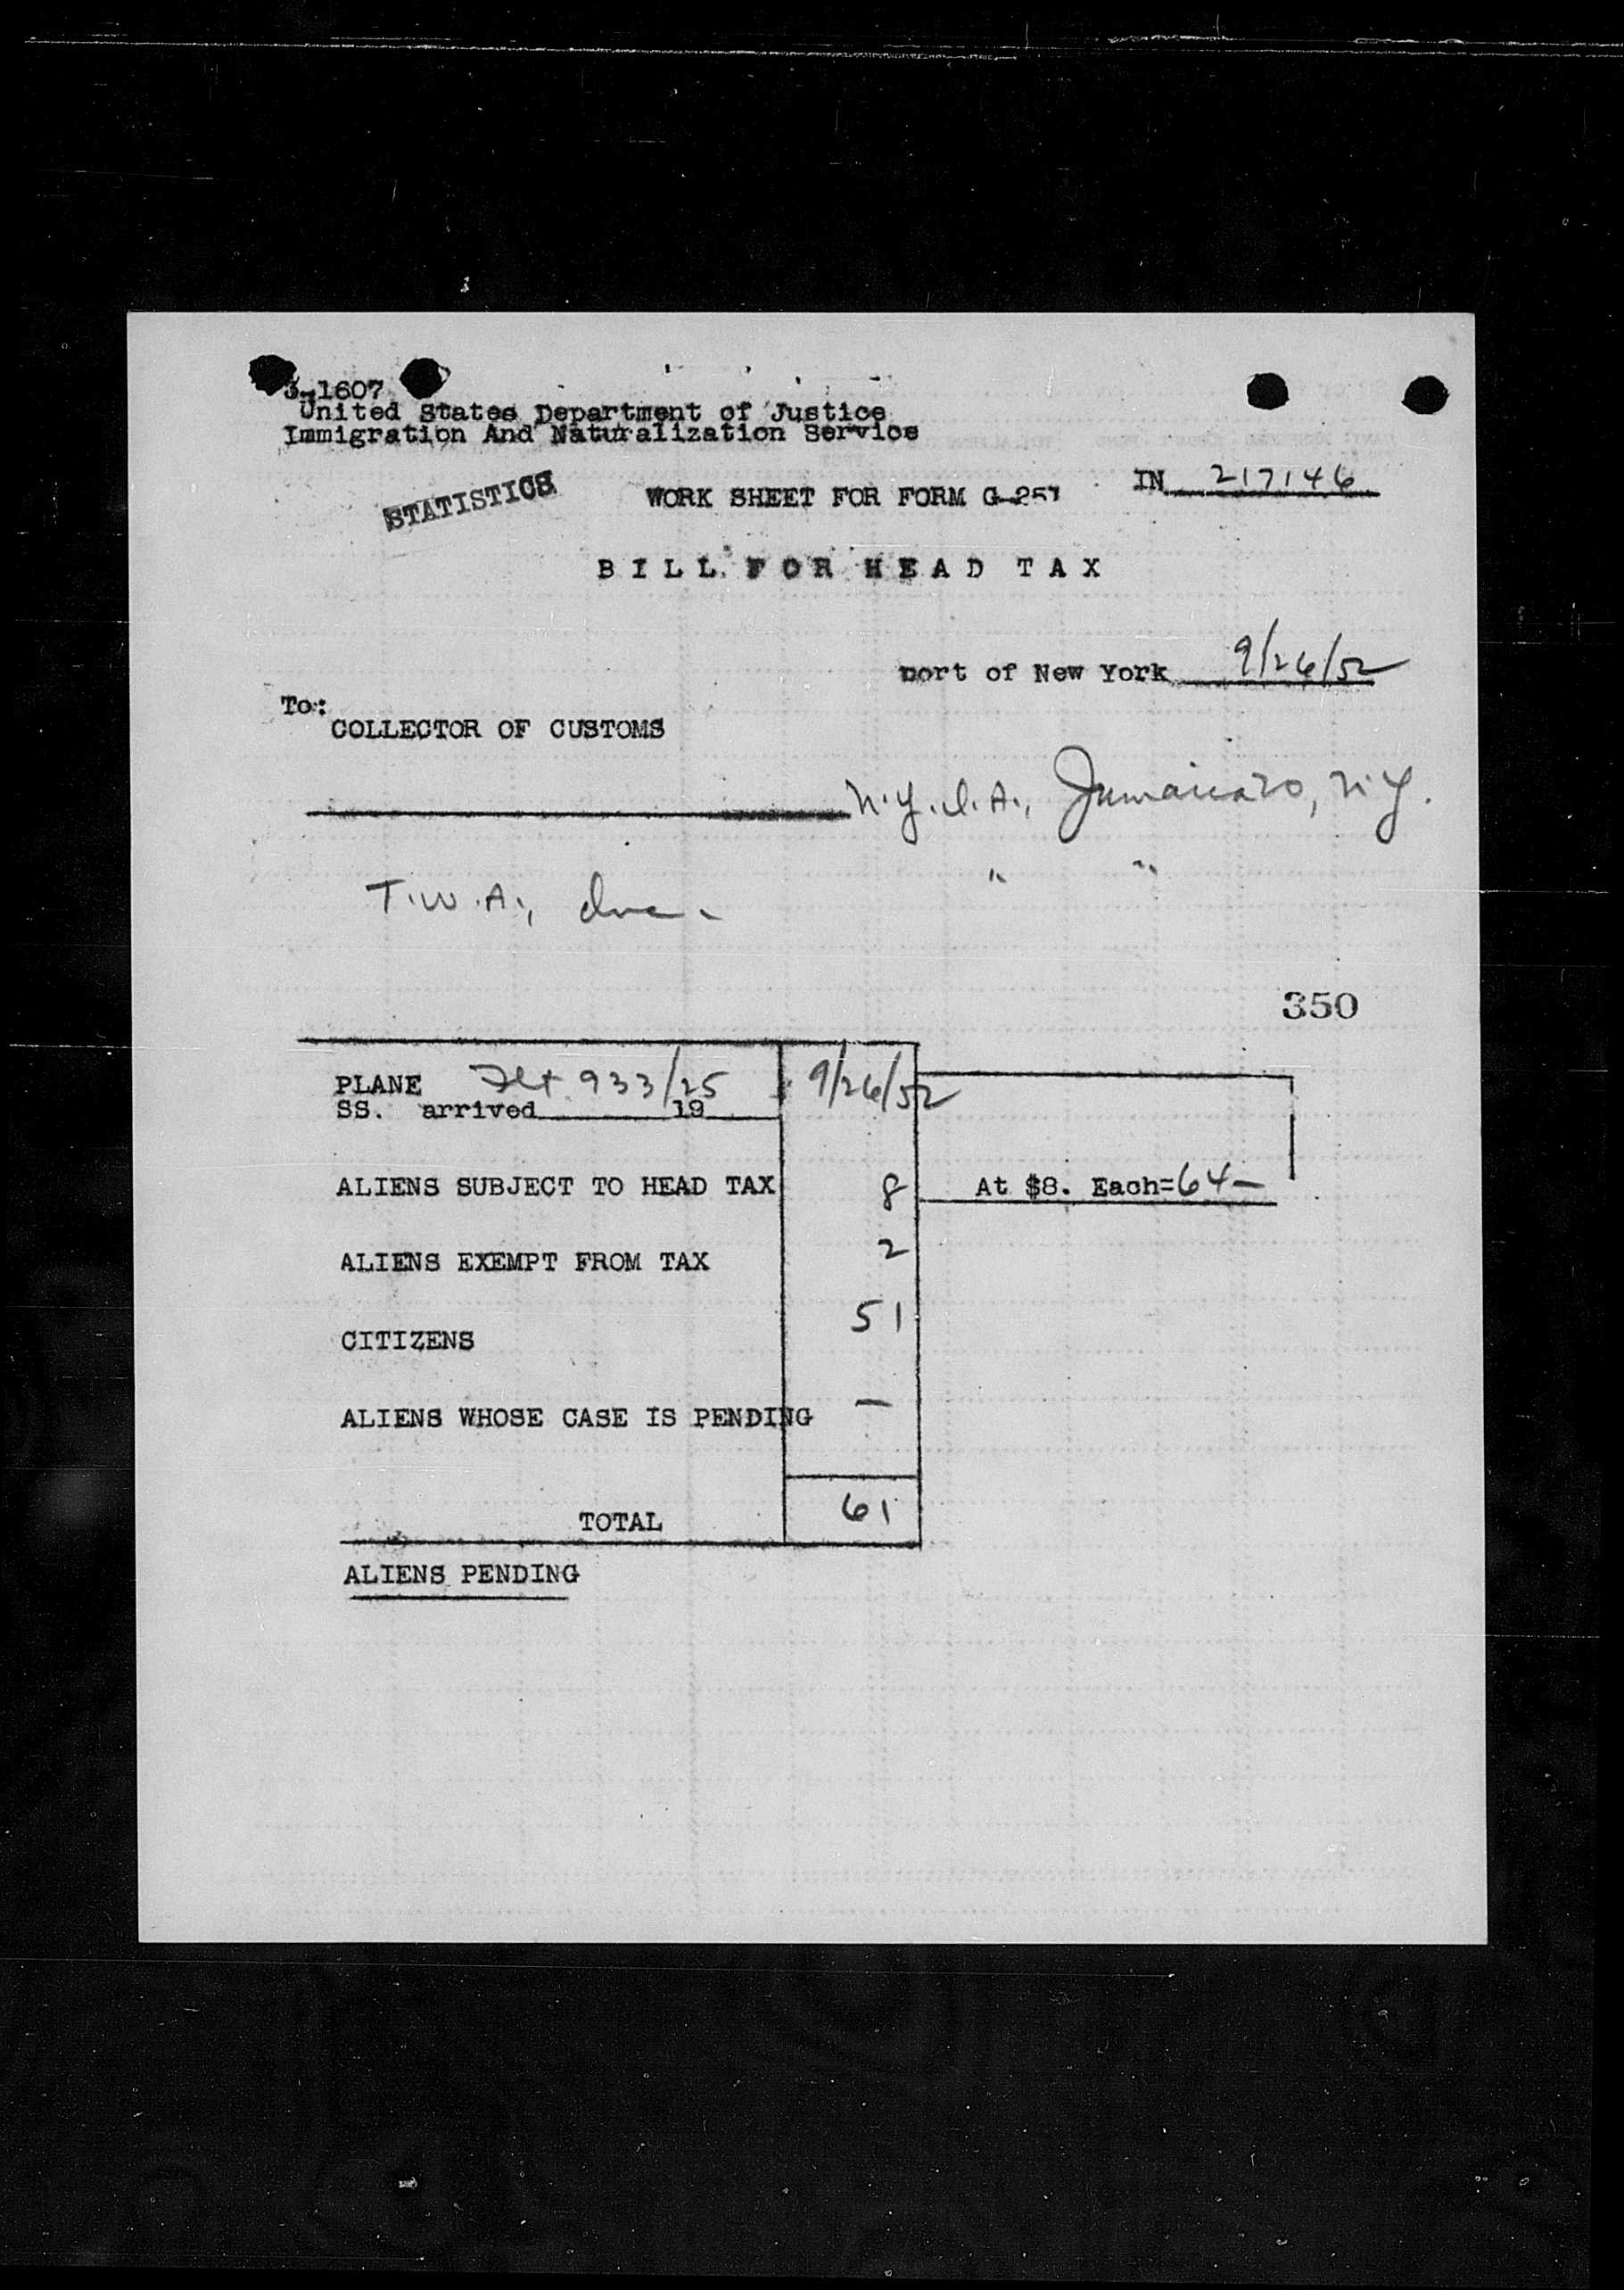 3-1607
United States Department of Justice
Immigration And Naturalization Service
STATISTICS
WORK SHEET FOR FORM G-257
IN 217146
BILL FOR HEAD TAX
port of New York 9/26/52
To:
COLLECTOR OF CUSTOMS
N.Y.I.A., Jamaica 30, N.Y.
T.W.A., Inc. " "
350
PLANE Flt 933/25 9/26/52
SS. arrived 19
ALIENS SUBJECT TO HEAD TAX 8 At $8. Each=64—
ALIENS EXEMPT FROM TAX 2
CITIZENS 51
ALIENS WHOSE CASE IS PENDING —
TOTAL 61
ALIENS PENDING